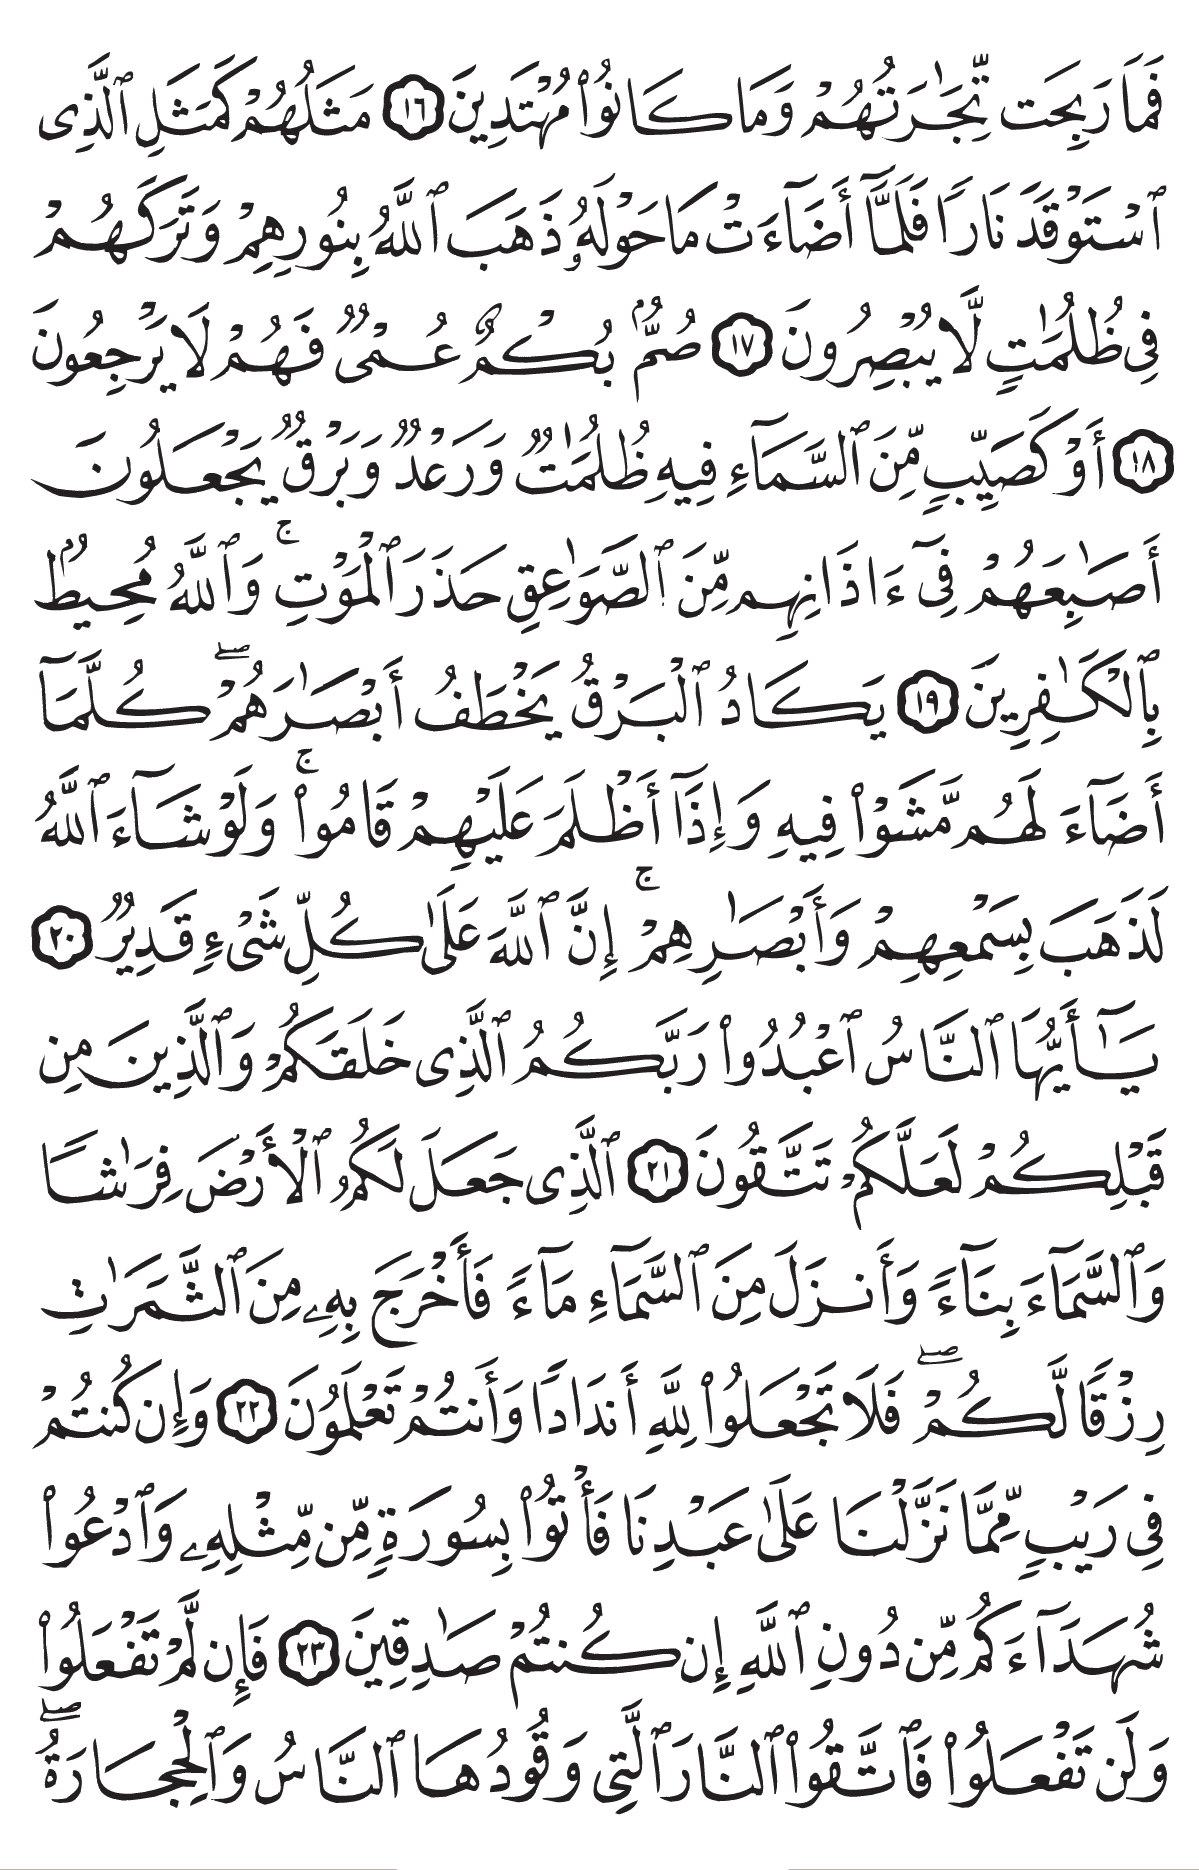 فَمَا رَبِحَت تِّجَٰرَتُهُمْ وَمَا كَانُوا۟ مُهْتَدِينَ ١٦ مَثَلُهُمْ كَمَثَلِ ٱلَّذِى
ٱسْتَوْقَدَ نَارًا فَلَمَّآ أَضَآءَتْ مَا حَوْلَهُۥ ذَهَبَ ٱللَّهُ بِنُورِهِمْ وَتَرَكَهُمْ
فِى ظُلُمَٰتٍ لَّا يُبْصِرُونَ ١٧ صُمٌّۢ بُكْمٌ عُمْىٌ فَهُمْ لَا يَرْجِعُونَ
١٨ أَوْ كَصَيِّبٍ مِّنَ ٱلسَّمَآءِ فِيهِ ظُلُمَٰتٌ وَرَعْدٌ وَبَرْقٌ يَجْعَلُونَ
أَصَٰبِعَهُمْ فِىٓ ءَاذَانِهِم مِّنَ ٱلصَّوَٰعِقِ حَذَرَ ٱلْمَوْتِ ۚ وَٱللَّهُ مُحِيطٌۢ
بِٱلْكَٰفِرِينَ ١٩ يَكَادُ ٱلْبَرْقُ يَخْطَفُ أَبْصَٰرَهُمْ ۖ كُلَّمَآ
أَضَآءَ لَهُم مَّشَوْا۟ فِيهِ وَإِذَآ أَظْلَمَ عَلَيْهِمْ قَامُوا۟ ۚ وَلَوْ شَآءَ ٱللَّهُ
لَذَهَبَ بِسَمْعِهِمْ وَأَبْصَٰرِهِمْ ۚ إِنَّ ٱللَّهَ عَلَىٰ كُلِّ شَىْءٍ قَدِيرٌ ٢٠
يَٰٓأَيُّهَا ٱلنَّاسُ ٱعْبُدُوا۟ رَبَّكُمُ ٱلَّذِى خَلَقَكُمْ وَٱلَّذِينَ مِن
قَبْلِكُمْ لَعَلَّكُمْ تَتَّقُونَ ٢١ ٱلَّذِى جَعَلَ لَكُمُ ٱلْأَرْضَ فِرَٰشًا
وَٱلسَّمَآءَ بِنَآءً وَأَنزَلَ مِنَ ٱلسَّمَآءِ مَآءً فَأَخْرَجَ بِهِۦ مِنَ ٱلثَّمَرَٰتِ
رِزْقًا لَّكُمْ ۖ فَلَا تَجْعَلُوا۟ لِلَّهِ أَندَادًا وَأَنتُمْ تَعْلَمُونَ ٢٢ وَإِن كُنتُمْ
فِى رَيْبٍ مِّمَّا نَزَّلْنَا عَلَىٰ عَبْدِنَا فَأْتُوا۟ بِسُورَةٍ مِّن مِّثْلِهِۦ وَٱدْعُوا۟
شُهَدَآءَكُم مِّن دُونِ ٱللَّهِ إِن كُنتُمْ صَٰدِقِينَ ٢٣ فَإِن لَّمْ تَفْعَلُوا۟
وَلَن تَفْعَلُوا۟ فَٱتَّقُوا۟ ٱلنَّارَ ٱلَّتِى وَقُودُهَا ٱلنَّاسُ وَٱلْحِجَارَةُ ۖ